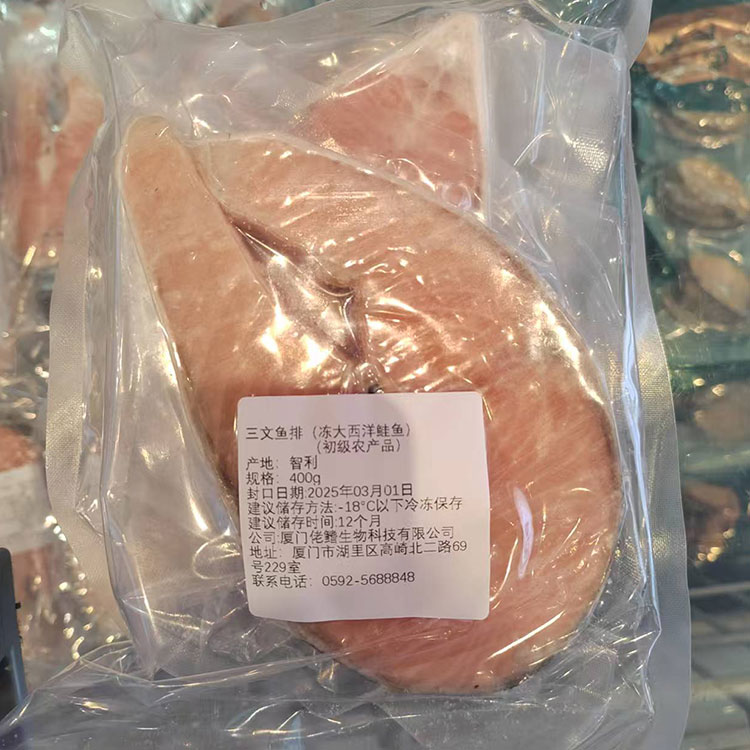 三文鱼排（冻大西洋鲑鱼）
（初级农产品）
产地：智利
规格：400g
封口日期:2025年03月01日
建议储存方法:-18°C以下冷冻保存
建议储存时间:12个月
公司:厦门佬鳢生物科技有限公司
地址：厦门市湖里区高崎北二路69
号229室
联系电话：0592-5688848